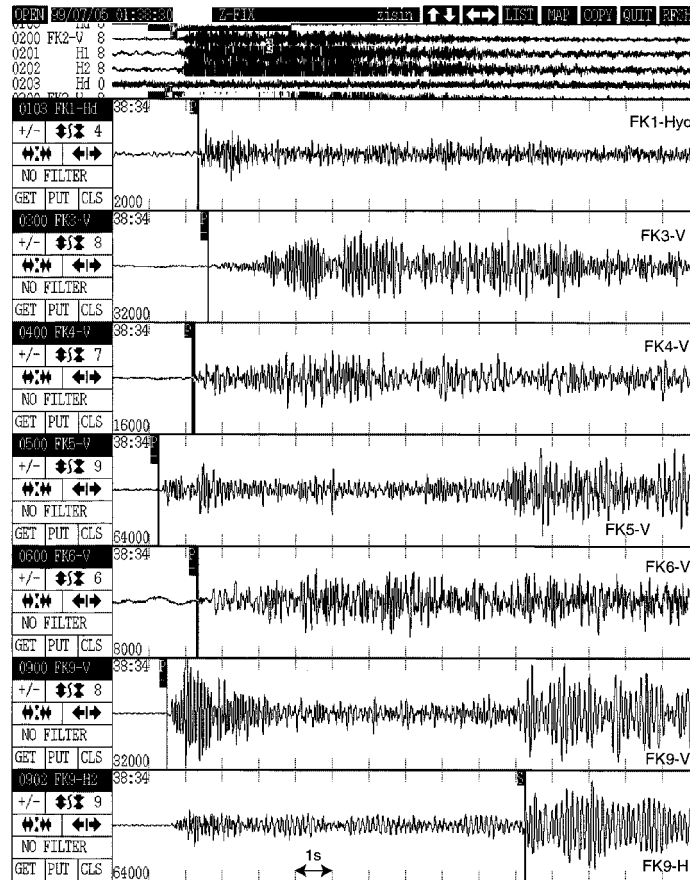 OPEN 99/07/05 01:38:30 Z-FIX zisin LIST MAP COPY QUIT
0200 FK2-V 8
0201 H1 8
0202 H2 8
0203 Hd 0
0103 FK1-Hd 38:34 P FK1-Hyd
+/- 4
NO FILTER
GET PUT CLS 2000
0300 FK3-V 38:34 P FK3-V
+/- 8
NO FILTER
GET PUT CLS 32000
0400 FK4-V 38:34 P FK4-V
+/- 7
NO FILTER
GET PUT CLS 16000
0500 FK5-V 38:34 P
+/- 9
NO FILTER
GET PUT CLS 64000 FK5-V
0600 FK6-V 38:34 P FK6-V
+/- 6
NO FILTER
GET PUT CLS 8000
0900 FK9-V 38:34 P
+/- 8
NO FILTER
GET PUT CLS 32000 FK9-V
0902 FK9-H2 38:34 S
+/- 9
NO FILTER 1s
GET PUT CLS 64000 FK9-H